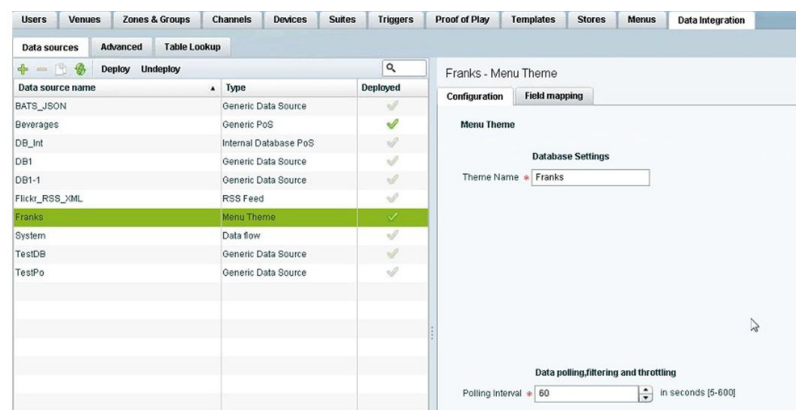 Users Venues Zones & Groups Channels Devices Suites Triggers Proof of Play Templates Stores Menus Data Integration
Data sources Advanced Table Lookup
Deploy Undeploy
Data source name Type Deployed
BATS_JSON Generic Data Source
Beverages Generic PoS
DB_Int Internal Database PoS
DB1 Generic Data Source
DB1-1 Generic Data Source
Flickr_RSS_XML RSS Feed
Franks Menu Theme
System Data flow
TestDB Generic Data Source
TestPo Generic Data Source
Franks - Menu Theme
Configuration Field mapping
Menu Theme
Database Settings
Theme Name * Franks
Data polling,filtering and throttling
Polling Interval * 60 in seconds [5-600]